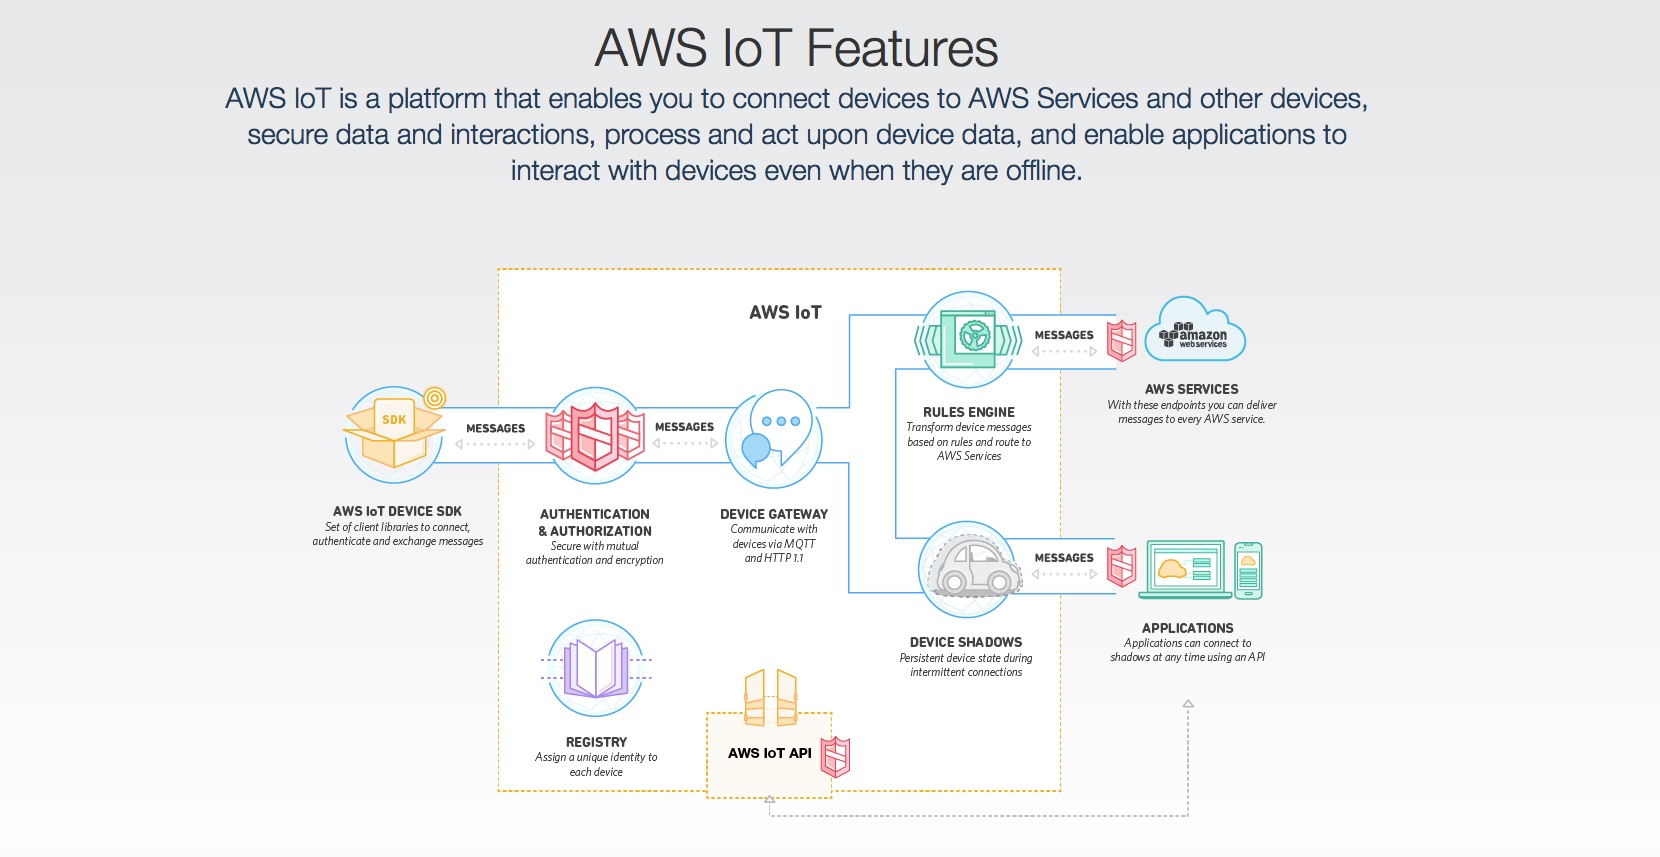 AWS IoT Features
AWS IoT is a platform that enables you to connect devices to AWS Services and other devices,
secure data and interactions, process and act upon device data, and enable applications to
interact with devices even when they are offline.
AWS IoT
SDK
MESSAGES
AWS IoT DEVICE SDK
Set of client libraries to connect,
authenticate and exchange messages
MESSAGES
AUTHENTICATION
& AUTHORIZATION
Secure with mutual
authentication and encryption
DEVICE GATEWAY
Communicate with
devices via MQTT
and HTTP 1.1
RULES ENGINE
Transform device messages
based on rules and route to
AWS Services
MESSAGES
amazon
web services
AWS SERVICES
With these endpoints you can deliver
messages to every AWS service.
DEVICE SHADOWS
Persistent device state during
intermittent connections
MESSAGES
APPLICATIONS
Applications can connect to
shadows at any time using an API
REGISTRY
Assign a unique identity to
each device
AWS IoT API